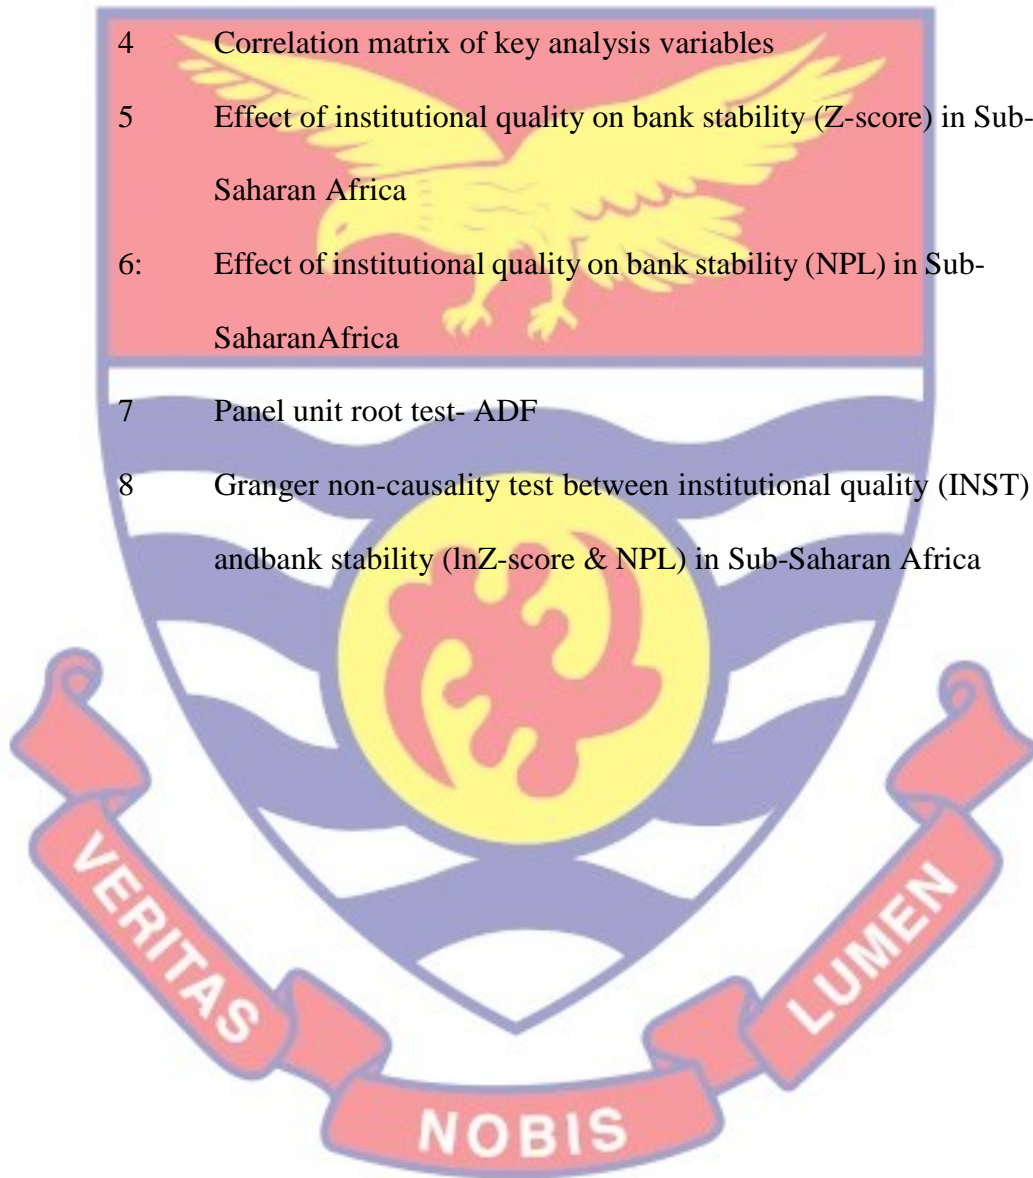 4 Correlation matrix of key analysis variables
5 Effect of institutional quality on bank stability (Z-score) in Sub-
Saharan Africa
6: Effect of institutional quality on bank stability (NPL) in Sub-
SaharanAfrica
7 Panel unit root test- ADF
8 Granger non-causality test between institutional quality (INST)
andbank stability (lnZ-score & NPL) in Sub-Saharan Africa
VERITAS
NOBIS
LUMEN